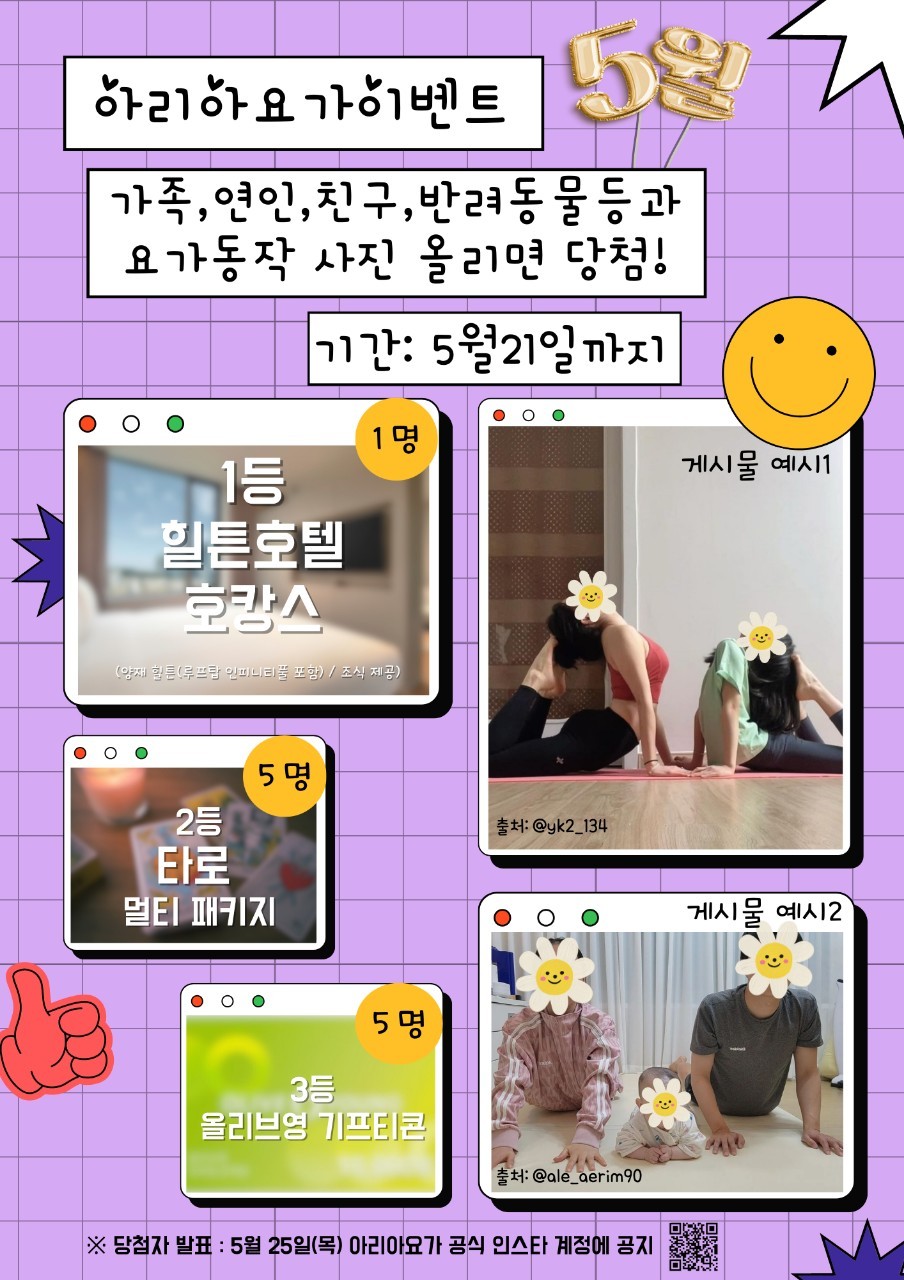 5월
아리아요가이벤트
가족,연인,친구,반려동물등과
요가동작 사진 올리면 당첨!
기간: 5월21일까지
1명
1등
힐튼호텔
호캉스
(양재 힐튼(루프탑 인피니티풀 포함) / 조식 제공)
게시물 예시1
출처: @yk2_134
5명
2등
타로
멀티 패키지
게시물 예시2
출처: @ale_aerim90
5명
3등
올리브영 기프티콘
※ 당첨자 발표 : 5월 25일(목) 아리아요가 공식 인스타 계정에 공지